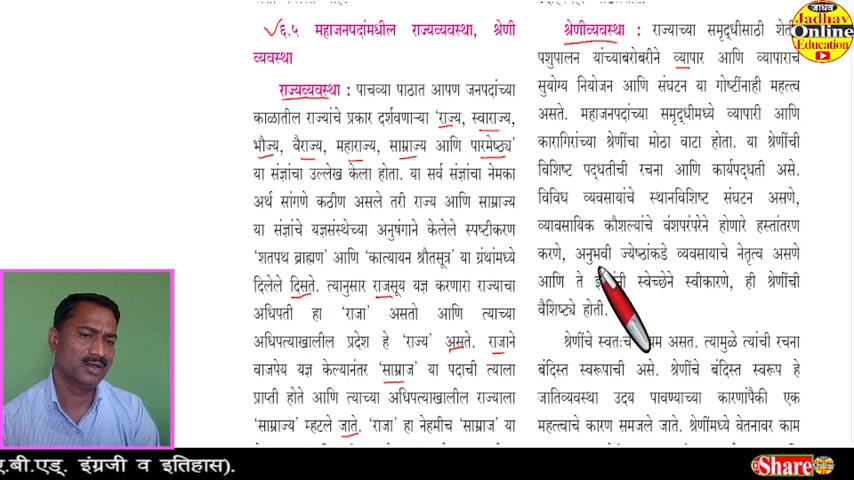 ✓६.५ महाजनपदांमधील राज्यव्यवस्था, श्रेणी
व्यवस्था
राज्यव्यवस्था : पाचव्या पाठात आपण जनपदांच्या
काळातील राज्यांचे प्रकार दर्शवणाऱ्या ‘राज्य, स्वाराज्य,
भौज्य, वैराज्य, महाराज्य, साम्राज्य आणि पारमेष्ठ्य’
या संज्ञांचा उल्लेख केला होता. या सर्व संज्ञांचा नेमका
अर्थ सांगणे कठीण असले तरी राज्य आणि साम्राज्य
या संज्ञांचे यज्ञसंस्थेच्या अनुषंगाने केलेले स्पष्टीकरण
‘शतपथ ब्राह्मण’ आणि ‘कात्यायन श्रौतसूत्र’ या ग्रंथांमध्ये
दिलेले दिसते. त्यानुसार राजसूय यज्ञ करणारा राज्याचा
अधिपती हा ‘राजा’ असतो आणि त्याच्या
अधिपत्याखालील प्रदेश हे ‘राज्य’ असते. राजाने
वाजपेय यज्ञ केल्यानंतर ‘साम्राज’ या पदाची त्याला
प्राप्ती होते आणि त्याच्या अधिपत्याखालील राज्याला
‘साम्राज्य’ म्हटले जाते. ‘राजा’ हा नेहमीच ‘साम्राज’ या
श्रेणीव्यवस्था : राज्याच्या समृद्धीसाठी शेती
पशुपालन यांच्याबरोबरीने व्यापार आणि व्यापाराचे
सुयोग्य नियोजन आणि संघटन या गोष्टींनाही महत्त्व
असते. महाजनपदांच्या समृद्धीमध्ये व्यापारी आणि
कारागिरांच्या श्रेणींचा मोठा वाटा होता. या श्रेणींची
विशिष्ट पद्धतीची रचना आणि कार्यपद्धती असे.
विविध व्यवसायांचे स्थानविशिष्ट संघटन असणे,
व्यावसायिक कौशल्यांचे वंशपरंपरेने होणारे हस्तांतरण
करणे, अनुभवी ज्येष्ठांकडे व्यवसायाचे नेतृत्व असणे
आणि ते स्वेच्छेने स्वीकारणे, ही श्रेणींची
वैशिष्ट्ये होती.
श्रेणींचे स्वतःचे असत. त्यामुळे त्यांची रचना
बंदिस्त स्वरूपाची असे. श्रेणींचे बंदिस्त स्वरूप हे
जातिव्यवस्था उदय पावण्याच्या कारणांपैकी एक
महत्त्वाचे कारण समजले जाते. श्रेणींमध्ये वेतनावर काम
जाधव
Jadhav
Online
Education
ए.बी.एड् इंग्रजी व इतिहास).
Share
Jadhav
Online
Education